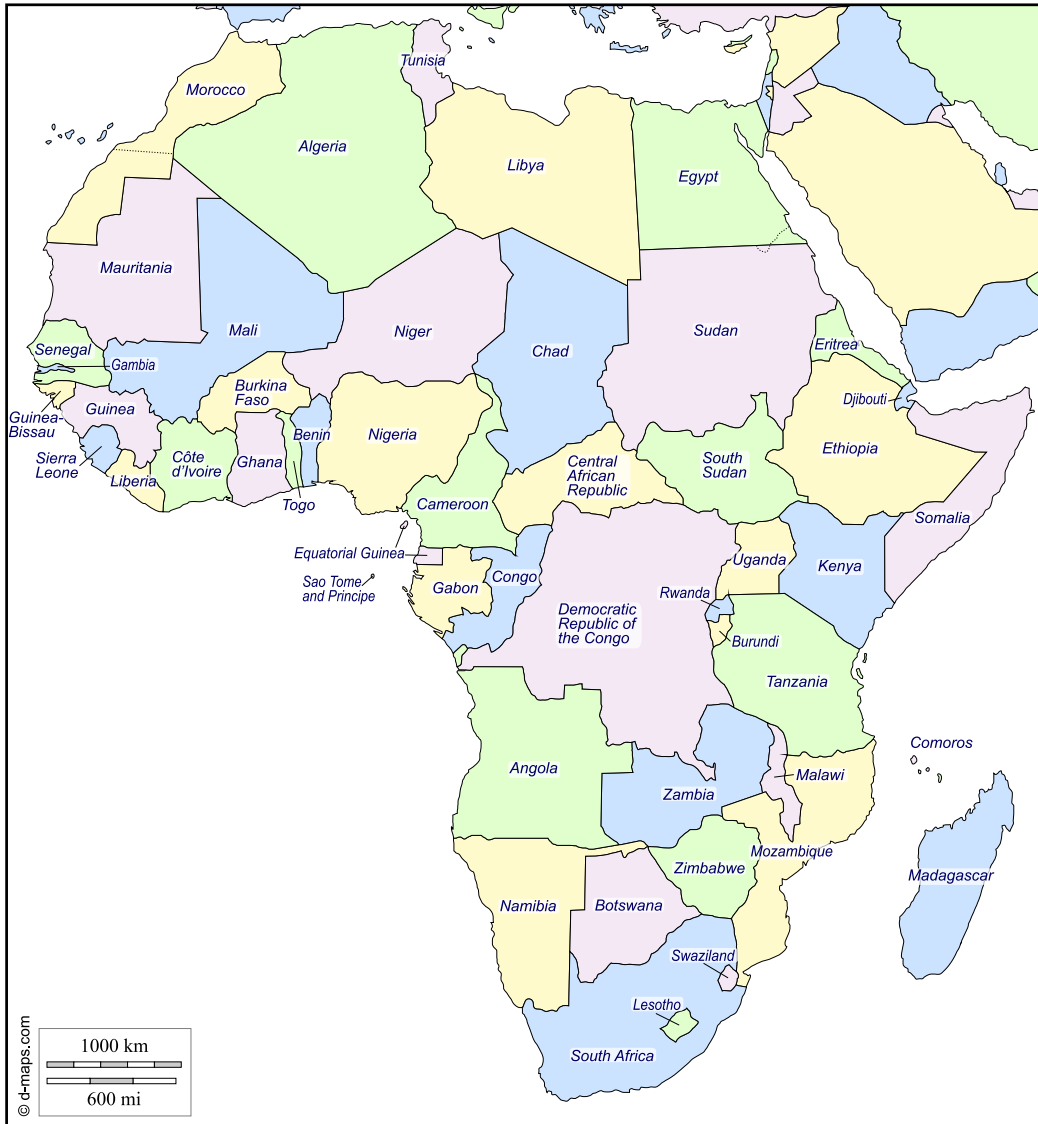 Tunisia
Morocco
Algeria
Libya
Egypt
Mauritania
Mali
Niger
Chad
Sudan
Eritrea
Senegal
Gambia
Djibouti
Burkina
Faso
Guinea
Guinea-
Bissau
Benin
Nigeria
Ethiopia
Sierra
Leone
Côte
d'Ivoire
Ghana
Liberia
Togo
Central
African
Republic
South
Sudan
Cameroon
Somalia
Equatorial Guinea
Sao Tome
and Principe
Gabon
Congo
Uganda
Kenya
Rwanda
Democratic
Republic of
the Congo
Burundi
Tanzania
Comoros
Angola
Malawi
Zambia
Mozambique
Zimbabwe
Madagascar
Namibia
Botswana
Swaziland
Lesotho
South Africa
1000 km
600 mi
© d-maps.com